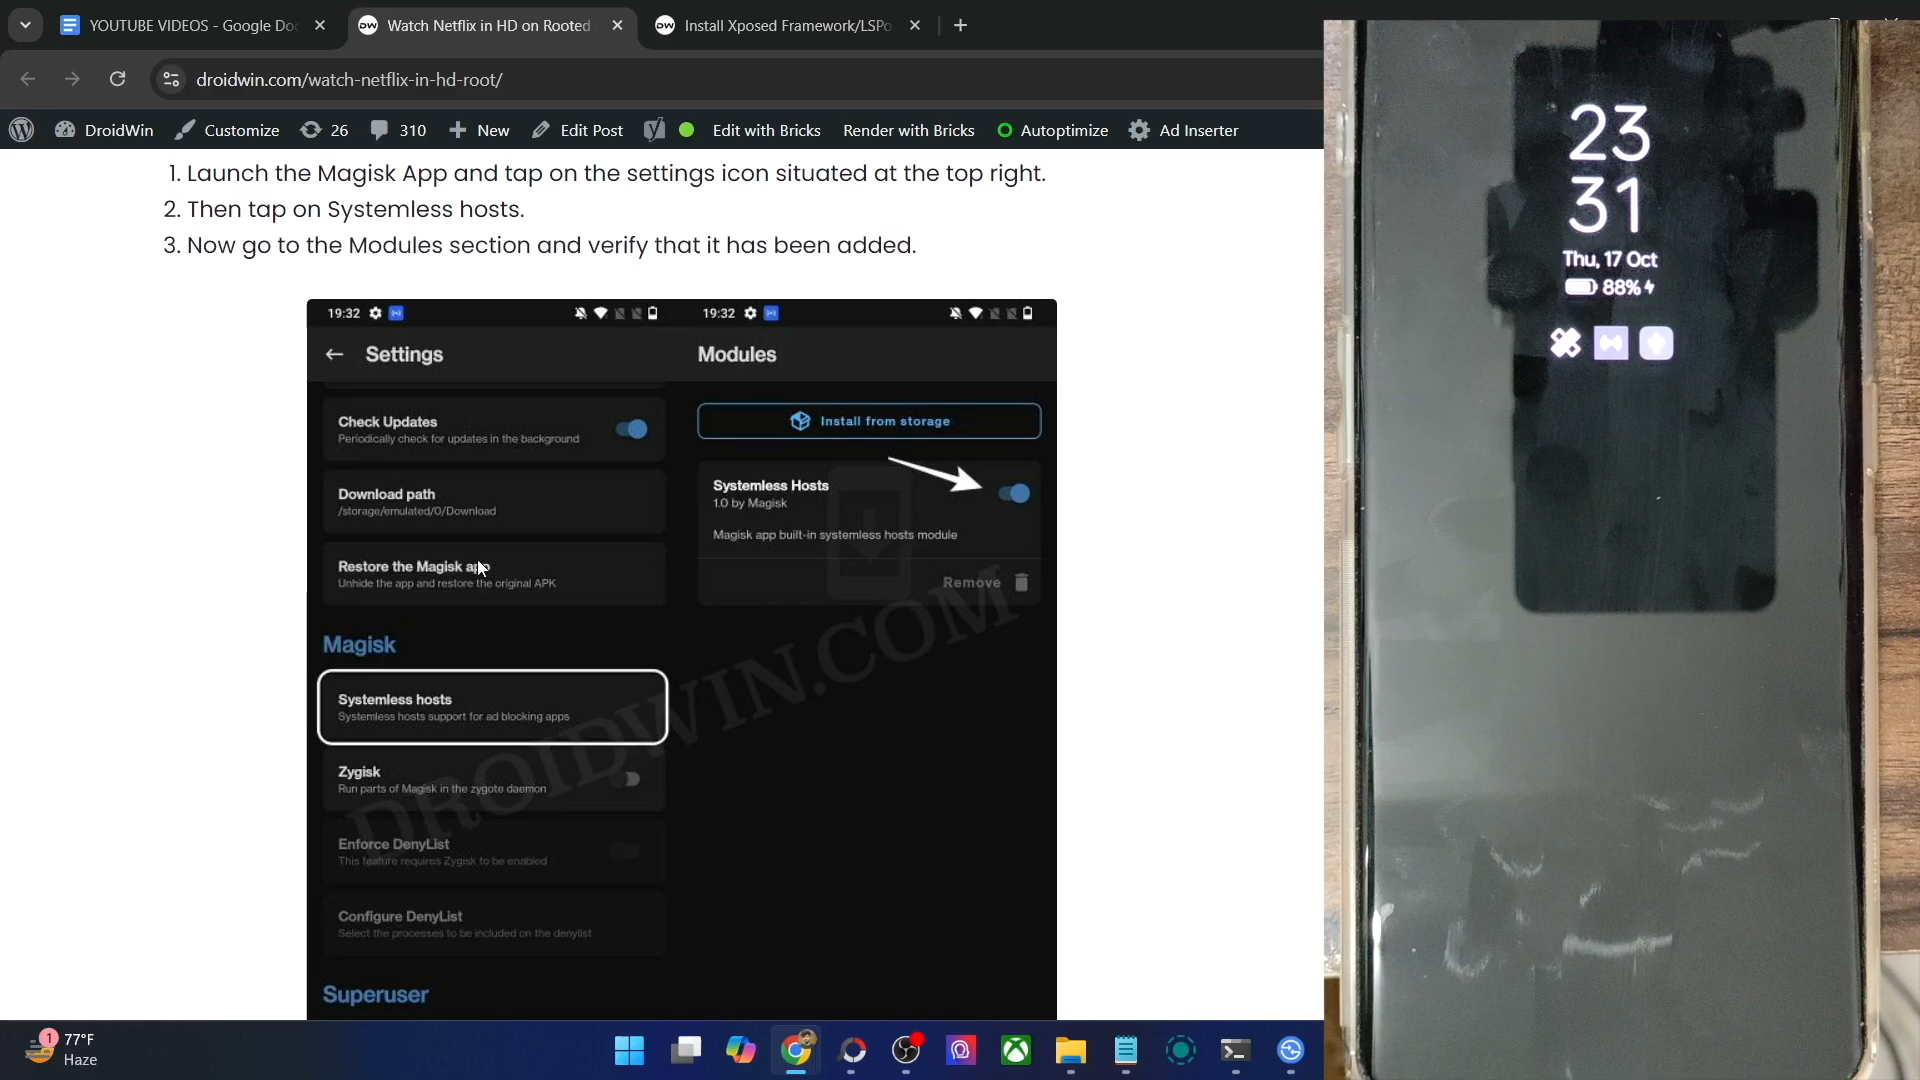 YOUTUBE VIDEOS - Google Do
Watch Netflix in HD on Rooted
Install Xposed Framework/LSPo
droidwin.com/watch-netflix-in-hd-root/
DroidWin
Customize
26
310
New
Edit Post
Edit with Bricks
Render with Bricks
Autoptimize
Ad Inserter
1. Launch the Magisk App and tap on the settings icon situated at the top right.
2. Then tap on Systemless hosts.
3. Now go to the Modules section and verify that it has been added.
19:32
Settings
Check Updates
Periodically check for updates in the background
Download path
/storage/emulated/0/Download
Restore the Magisk app
Unhide the app and restore the original APK
Magisk
Systemless hosts
Systemless hosts support for ad blocking apps
Zygisk
Run parts of Magisk in the zygote daemon
Enforce DenyList
This feature requires Zygisk to be enabled
Configure DenyList
Select the processes to be included on the denylist
Superuser
19:32
Modules
Install from storage
Systemless Hosts
1.0 by Magisk
Magisk app built-in systemless hosts module
Remove
DROIDWIN.COM
23
31
Thu, 17 Oct
88%
1
77°F
Haze